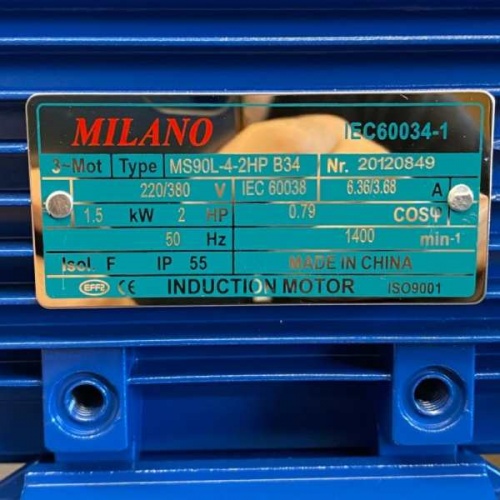 MILANO IEC60034-1
3~Mot Type MS90L-4-2HP B34 Nr. 20120849
220/380 V IEC 60038 6.36/3.68 A
1.5 kW 2 HP 0.79 COSφ
50 Hz 1400 min-1
Isol. F IP 55 MADE IN CHINA
EFF2 CE INDUCTION MOTOR ISO9001